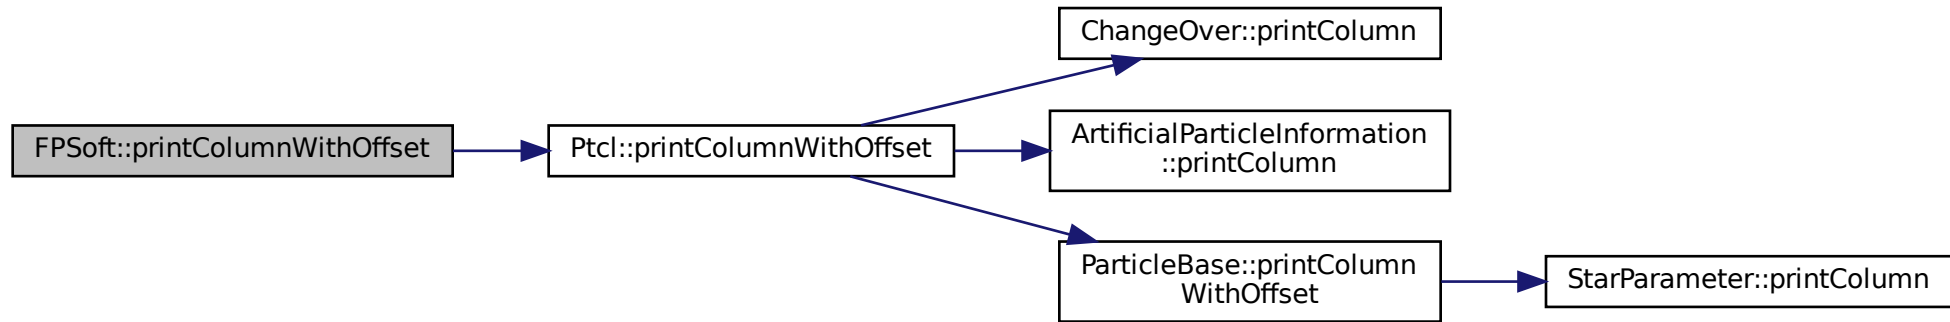 ChangeOver::printColumn
FPSoft::printColumnWithOffset
Ptcl::printColumnWithOffset
ArtificialParticleInformation
::printColumn
ParticleBase::printColumn
WithOffset
StarParameter::printColumn